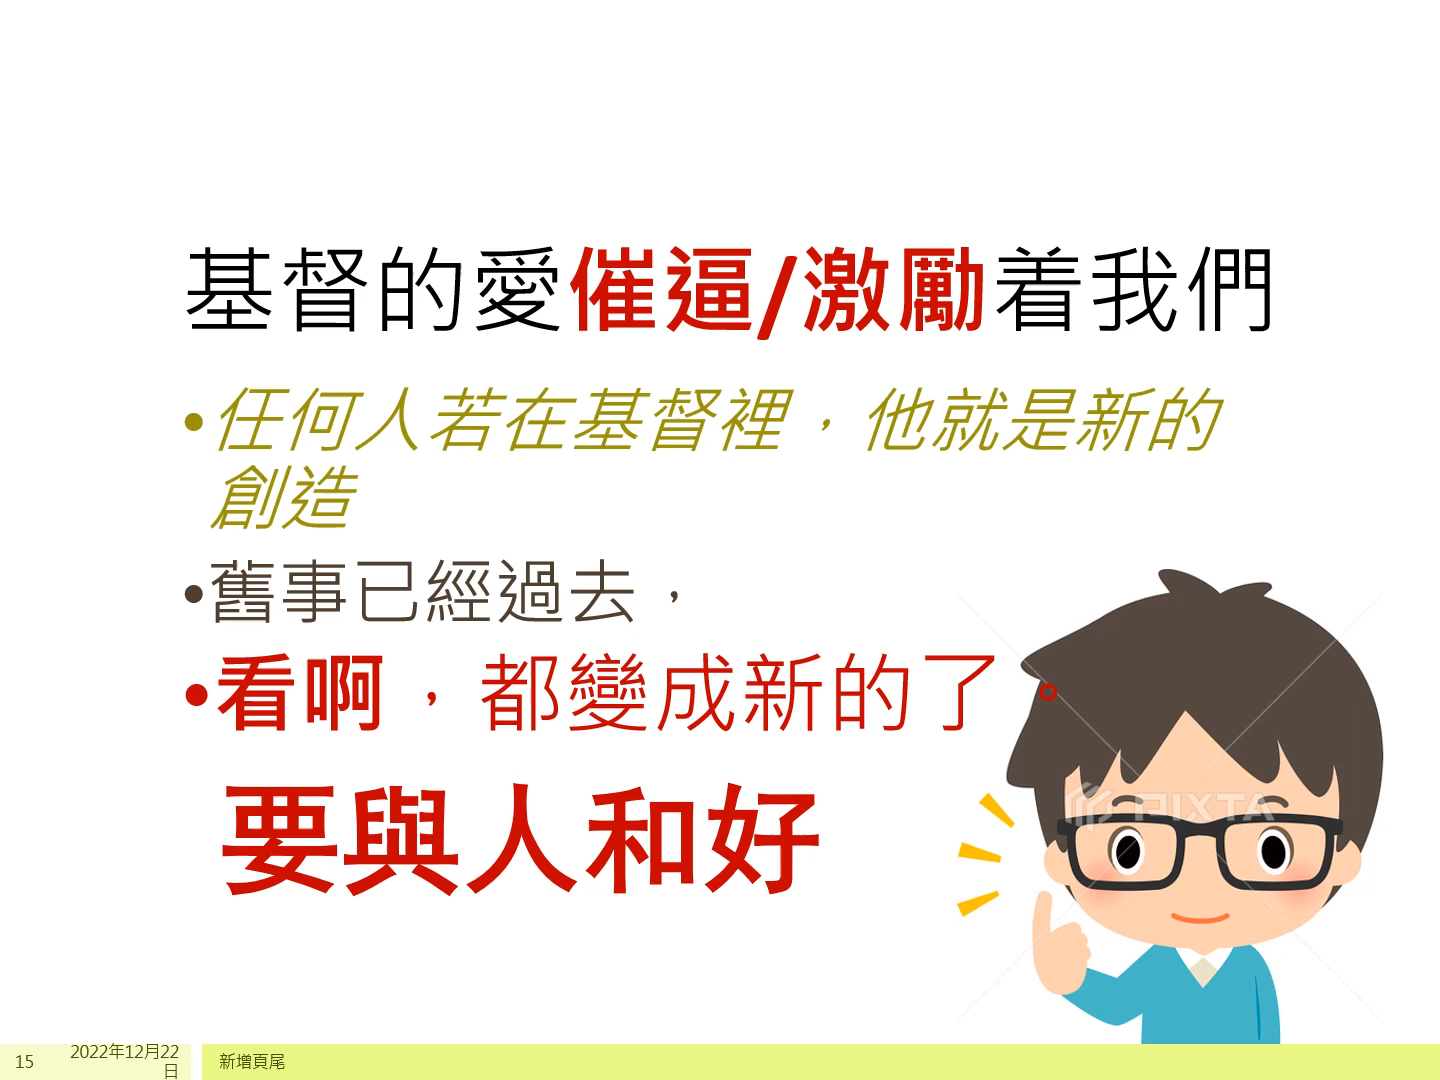 基督的愛催逼/激勵着我們
•任何人若在基督裡，他就是新的
創造
•舊事已經過去，
•看啊，都變成新的了。
要與人和好
PIXTA
15
2022年12月22
日
新增頁尾